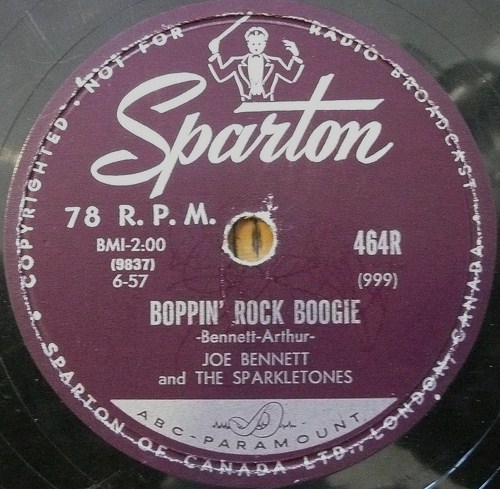 COPYRIGHTED • NOT FOR RADIO BROADCAST
Sparton
78 R.P.M.
BMI-2:00
(9837)
6-57
464R
(999)
BOPPIN' ROCK BOOGIE
-Bennett-Arthur-
JOE BENNETT
and THE SPARKLETONES
ABC-PARAMOUNT
• SPARTON OF CANADA LTD., LONDON, CANADA •